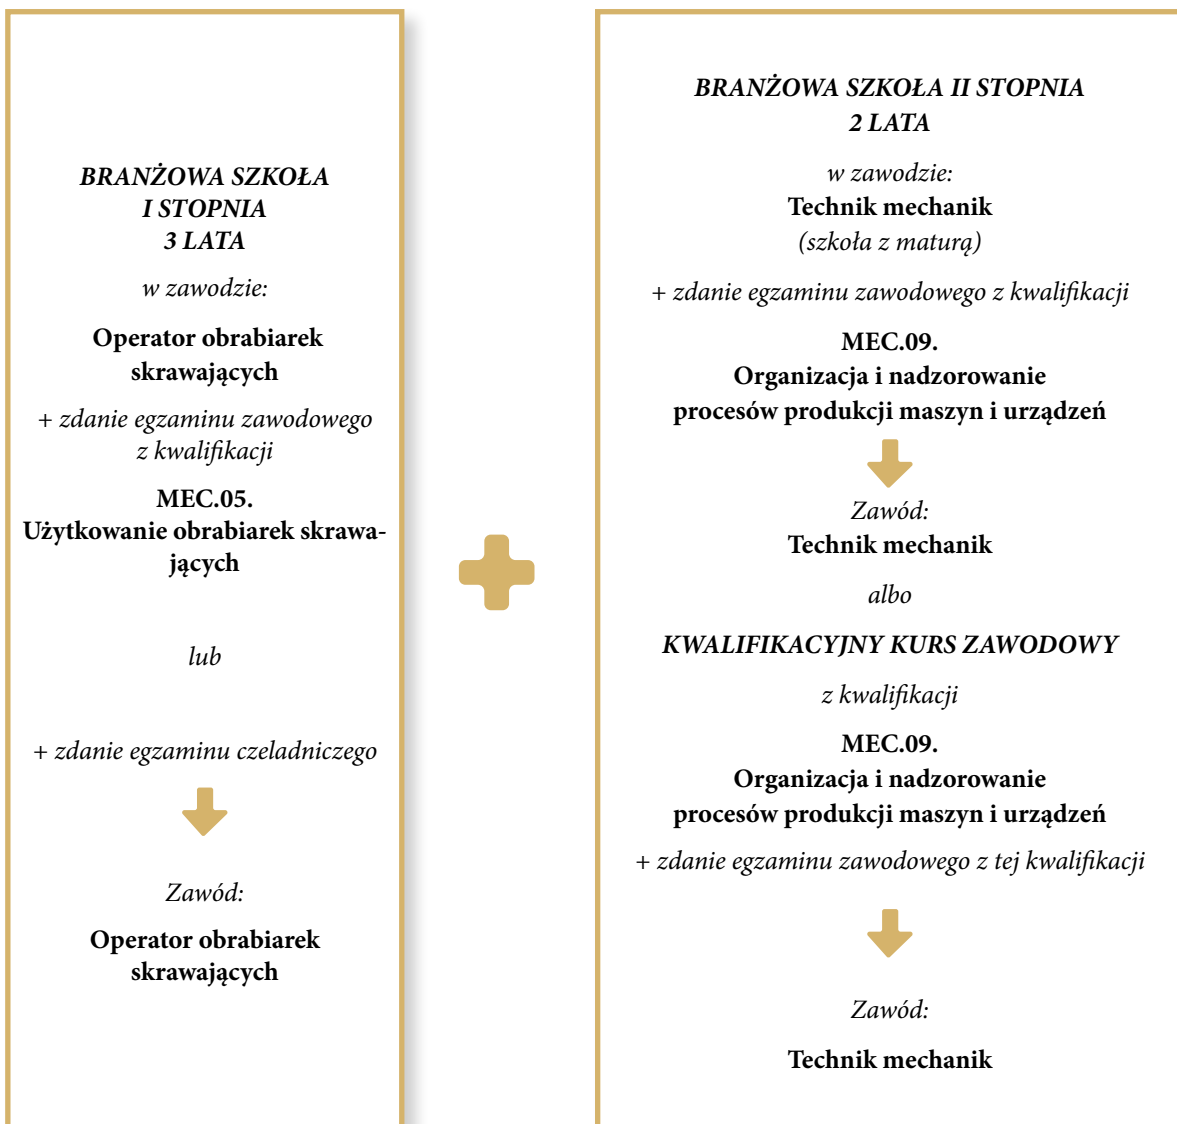 BRANŻOWA SZKOŁA
I STOPNIA
3 LATA
w zawodzie:
Operator obrabiarek
skrawających
+ zdanie egzaminu zawodowego
z kwalifikacji
MEC.05.
Użytkowanie obrabiarek skrawa-
jących
lub
+ zdanie egzaminu czeladniczego
Zawód:
Operator obrabiarek
skrawających
BRANŻOWA SZKOŁA II STOPNIA
2 LATA
w zawodzie:
Technik mechanik
(szkoła z maturą)
+ zdanie egzaminu zawodowego z kwalifikacji
MEC.09.
Organizacja i nadzorowanie
procesów produkcji maszyn i urządzeń
Zawód:
Technik mechanik
albo
KWALIFIKACYJNY KURS ZAWODOWY
z kwalifikacji
MEC.09.
Organizacja i nadzorowanie
procesów produkcji maszyn i urządzeń
+ zdanie egzaminu zawodowego z tej kwalifikacji
Zawód:
Technik mechanik